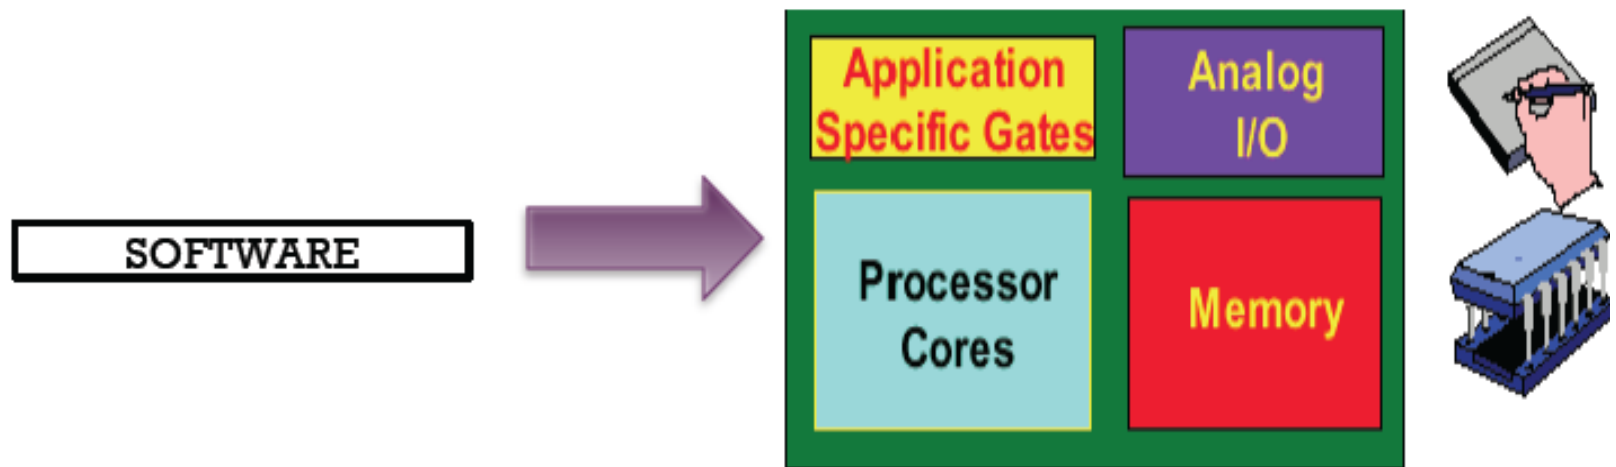 SOFTWARE
Application
Specific Gates
Analog
I/O
Processor
Cores
Memory